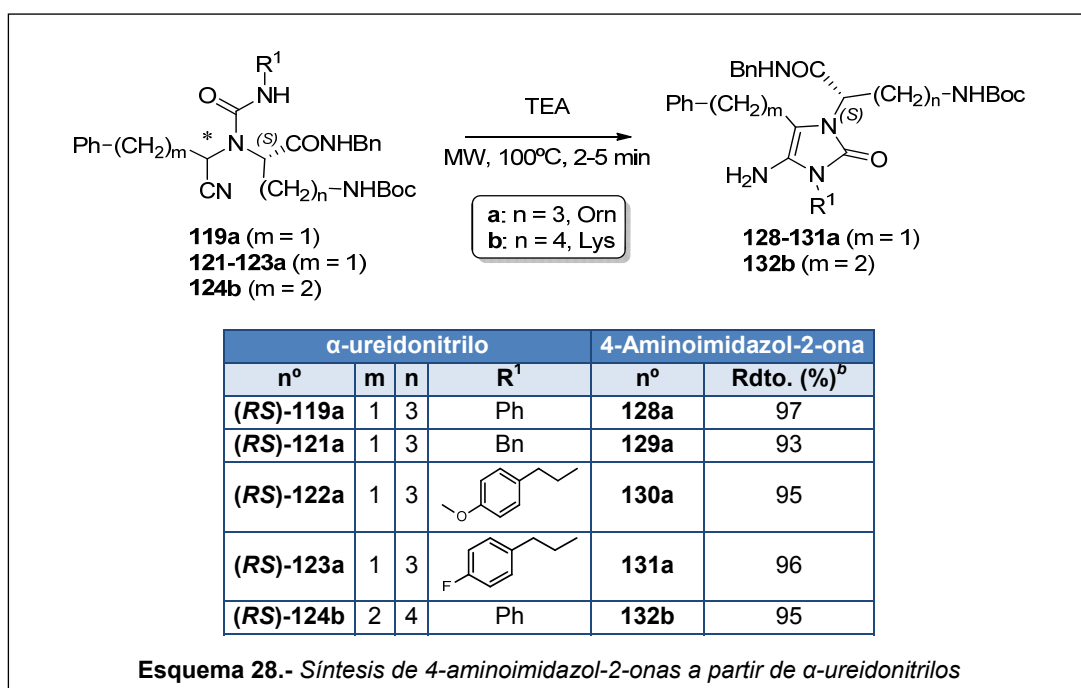 R¹
O
NH
Ph-(CH₂)m
*
N
(S)
CONHBn
CN
(CH₂)n-NHBoc
119a (m = 1)
121-123a (m = 1)
124b (m = 2)
TEA
MW, 100ºC, 2-5 min
a: n = 3, Orn
b: n = 4, Lys
BnHNOC
Ph-(CH₂)m
(S)
(CH₂)n-NHBoc
N
O
H₂N
N
R¹
128-131a (m = 1)
132b (m = 2)
α-ureidonitrilo 4-Aminoimidazol-2-ona
nº m n R¹ nº Rdto. (%)ᵇ
(RS)-119a 1 3 Ph 128a 97
(RS)-121a 1 3 Bn 129a 93
(RS)-122a 1 3 O 130a 95
(RS)-123a 1 3 F 131a 96
(RS)-124b 2 4 Ph 132b 95
Esquema 28.- Síntesis de 4-aminoimidazol-2-onas a partir de α-ureidonitrilos